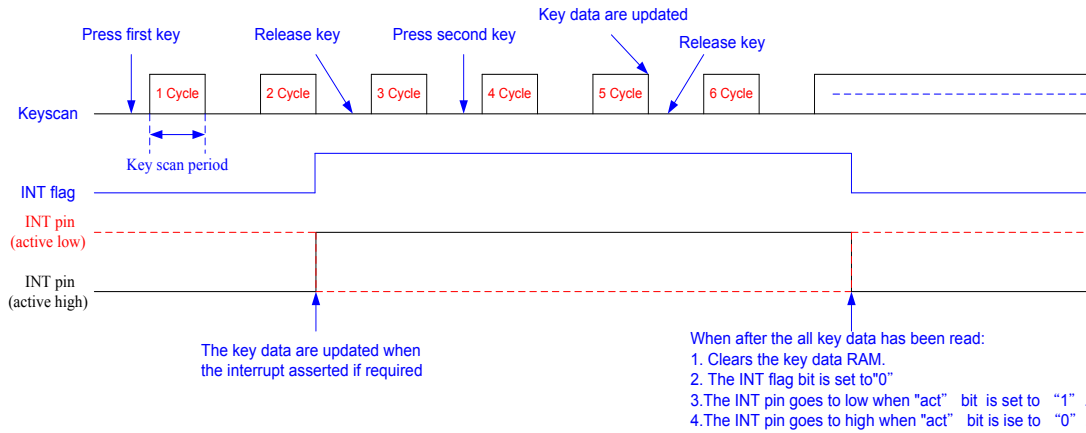 Key data are updated
Press first key
Release key
Press second key
Release key
1 Cycle
2 Cycle
3 Cycle
4 Cycle
5 Cycle
6 Cycle
Keyscan
Key scan period
INT flag
INT pin
(active low)
INT pin
(active high)
The key data are updated when
the interrupt asserted if required
When after the all key data has been read:
1. Clears the key data RAM.
2. The INT flag bit is set to"0”
3.The INT pin goes to low when "act” bit is set to “1” .
4.The INT pin goes to high when "act” bit is ise to “0”